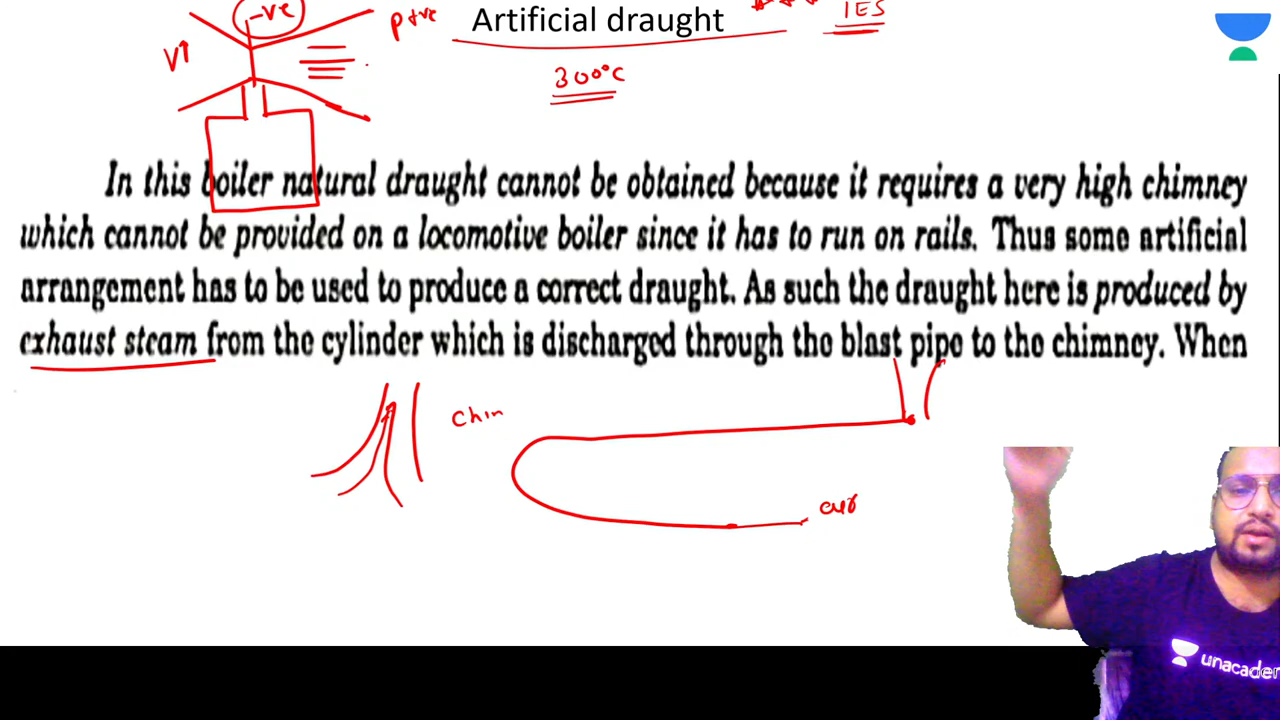 -ve
p+ve
Artificial draught
IES
V↑
300°C
In this boiler natural draught cannot be obtained because it requires a very high chimney
which cannot be provided on a locomotive boiler since it has to run on rails. Thus some artificial
arrangement has to be used to produce a correct draught. As such the draught here is produced by
exhaust steam from the cylinder which is discharged through the blast pipe to the chimney. When
Chin
air
unacadem